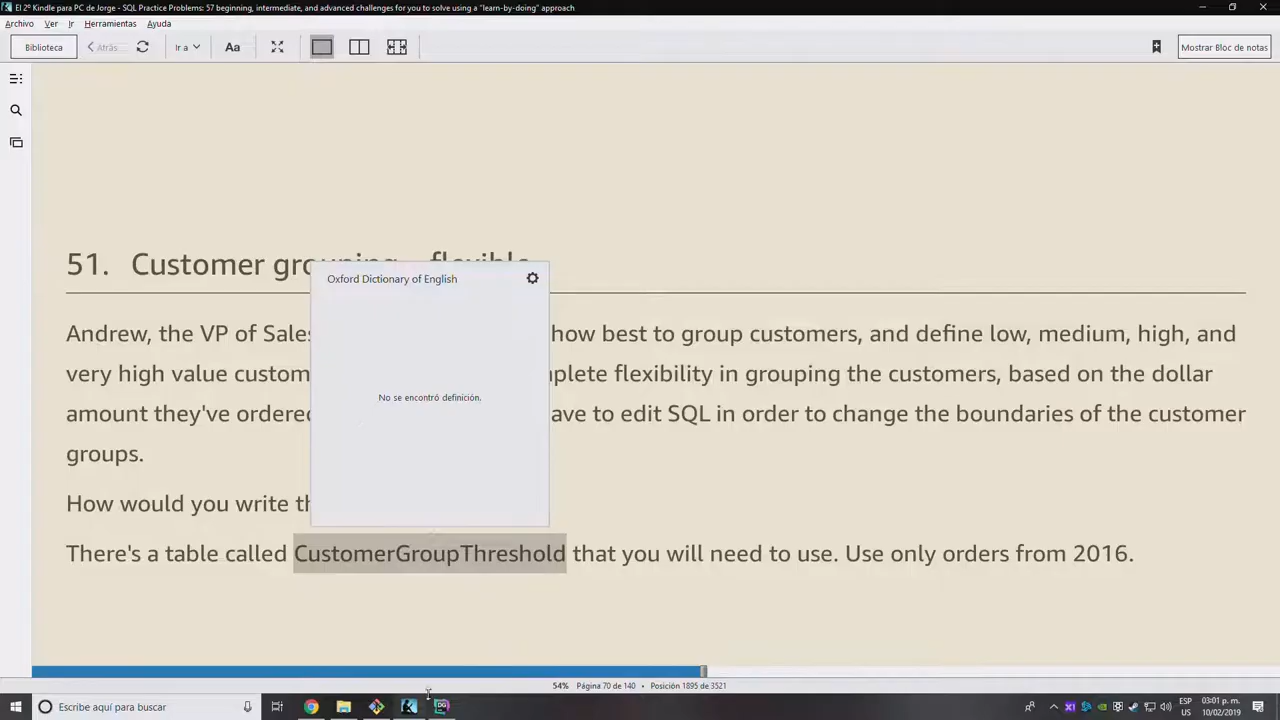 El 2º Kindle para PC de Jorge - SQL Practice Problems: 57 beginning, intermediate, and advanced challenges for you to solve using a "learn-by-doing" approach
Archivo Ver Ir Herramientas Ayuda
Biblioteca Atrás Ir a Aa Mostrar Bloc de notas
51. Customer grouping - flexible
Oxford Dictionary of English
Andrew, the VP of Sales how best to group customers, and define low, medium, high, and
very high value custom plete flexibility in grouping the customers, based on the dollar
No se encontró definición.
amount they've ordered ave to edit SQL in order to change the boundaries of the customer
groups.
How would you write th
There's a table called CustomerGroupThreshold that you will need to use. Use only orders from 2016.
54% Página 70 de 140 • Posición 1895 de 3521
Escribe aquí para buscar
ESP 03:01 p. m.
US 10/02/2019